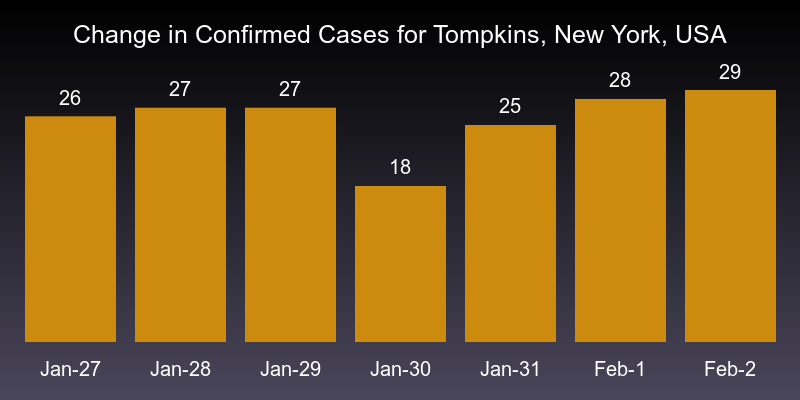 Change in Confirmed Cases for Tompkins, New York, USA
26
27
27
18
25
28
29
Jan-27
Jan-28
Jan-29
Jan-30
Jan-31
Feb-1
Feb-2